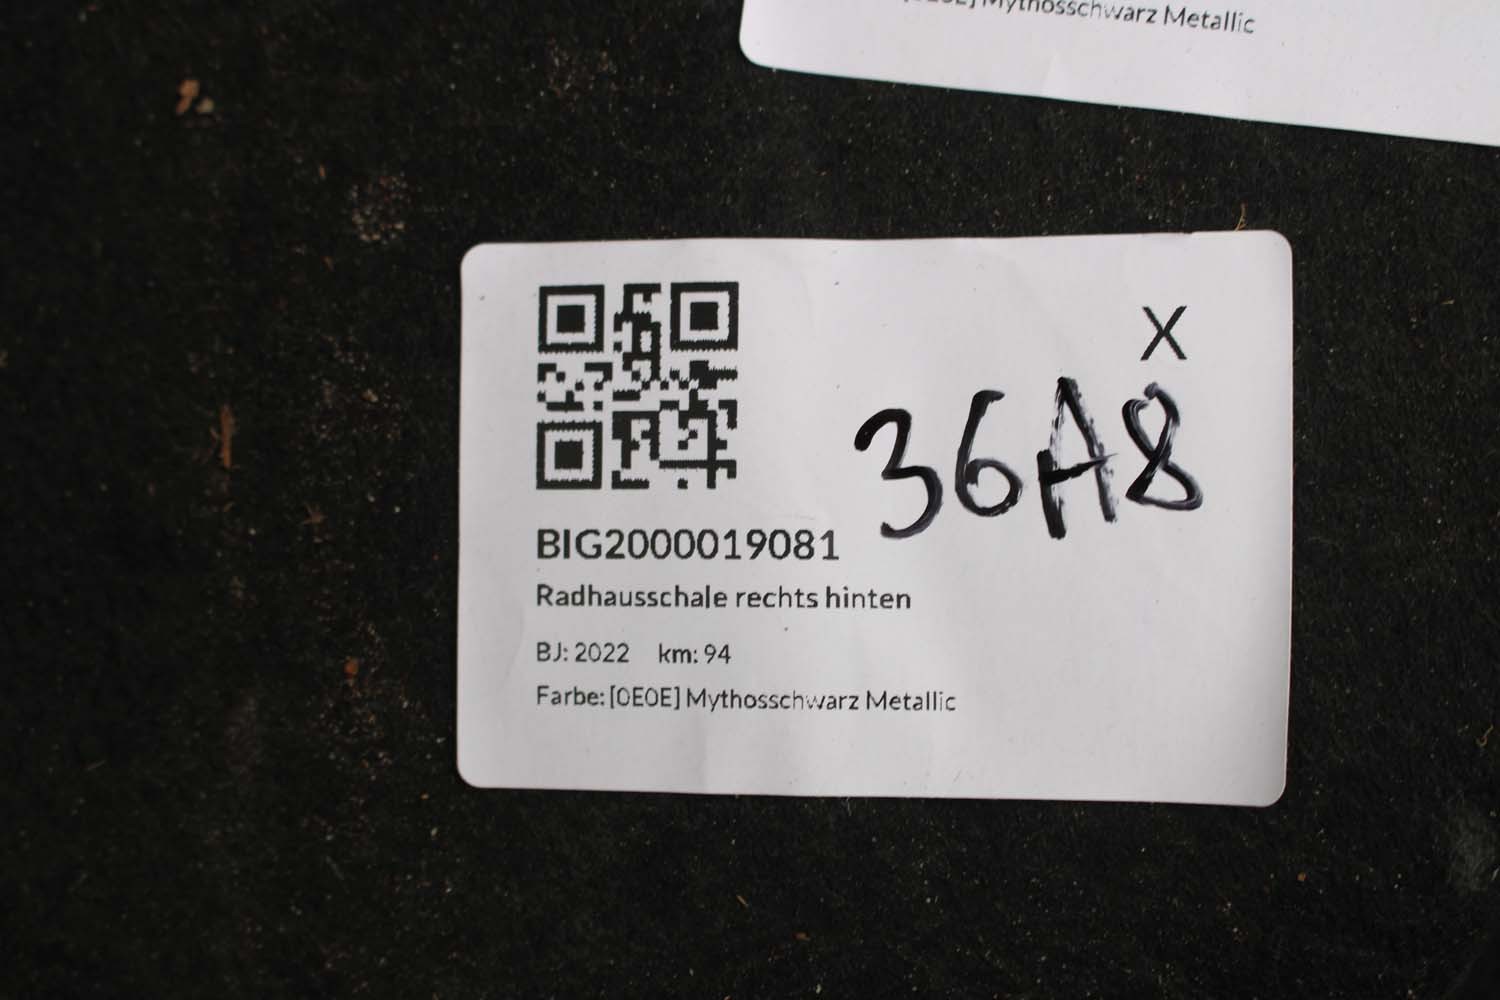 Mythosschwarz Metallic
X
36A8
BIG2000019081
Radhausschale rechts hinten
BJ: 2022 km: 94
Farbe: [0E0E] Mythosschwarz Metallic